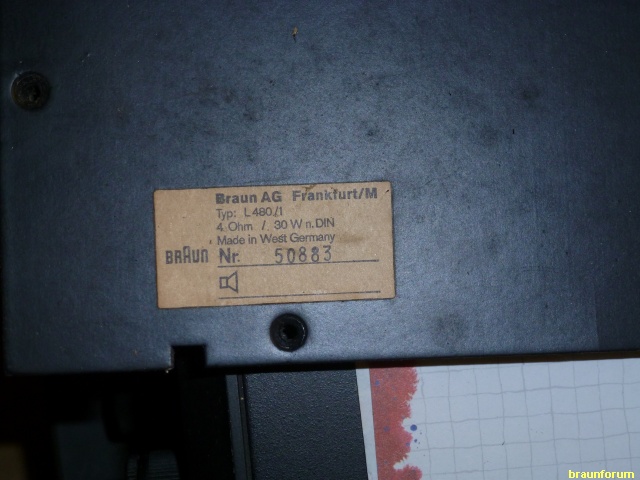 Braun AG Frankfurt/M
Typ: L 480/1
4 Ohm / 30 W n. DIN
Made in West Germany
BRAUN Nr. 50883
braunforum